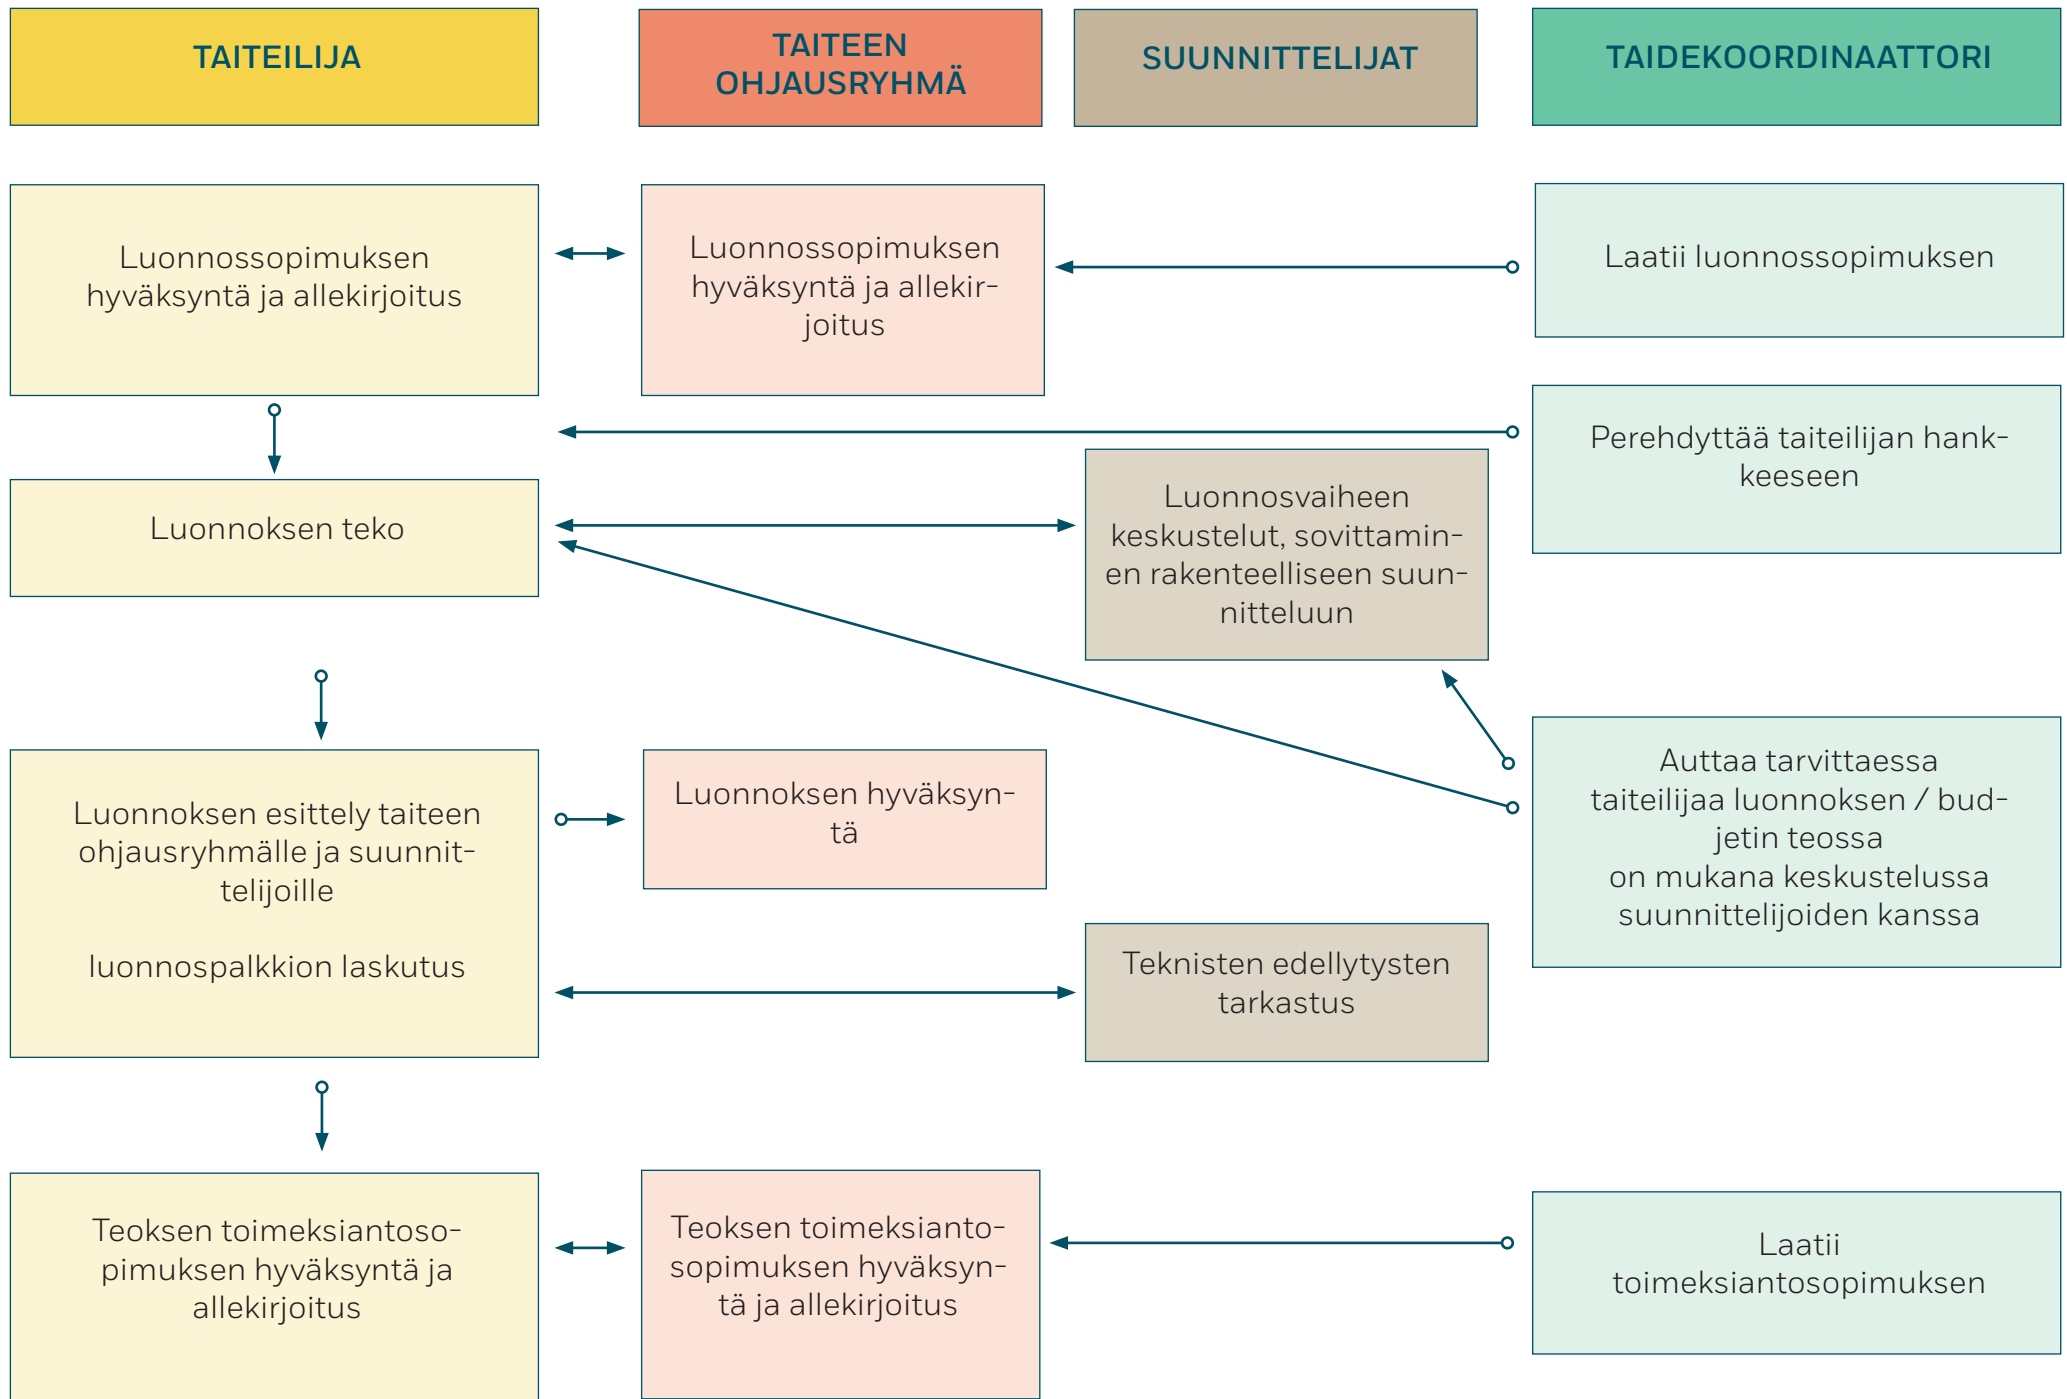 TAITEILIJA
TAITEEN
OHJAUSRYHMÄ
SUUNNITTELIJAT
TAIDEKOORDINAATTORI
Luonnossopimuksen
hyväksyntä ja allekirjoitus
Luonnossopimuksen
hyväksyntä ja allekir-
joitus
Laatii luonnossopimuksen
Perehdyttää taiteilijan hank-
keeseen
Luonnoksen teko
Luonnosvaiheen
keskustelut, sovittamin-
en rakenteelliseen suun-
nitteluun
Luonnoksen esittely taiteen
ohjausryhmälle ja suunnit-
telijoille
luonnospalkkion laskutus
Luonnoksen hyväksyn-
tä
Auttaa tarvittaessa
taiteilijaa luonnoksen / bud-
jetin teossa
on mukana keskustelussa
suunnittelijoiden kanssa
Teknisten edellytysten
tarkastus
Teoksen toimeksiantoso-
pimuksen hyväksyntä ja
allekirjoitus
Teoksen toimeksianto-
sopimuksen hyväksyn-
tä ja allekirjoitus
Laatii
toimeksiantosopimuksen